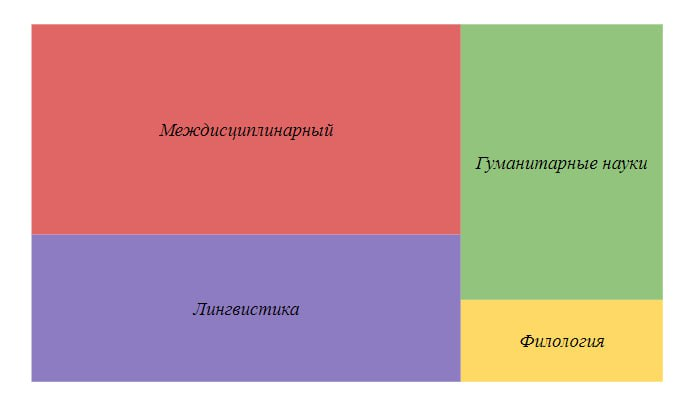 Междисциплинарный
Гуманитарные науки
Лингвистика
Филология